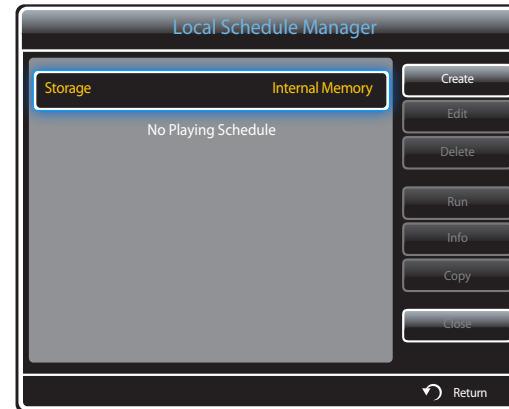 Local Schedule Manager
Storage Internal Memory
No Playing Schedule
Create
Edit
Delete
Run
Info
Copy
Close
Return